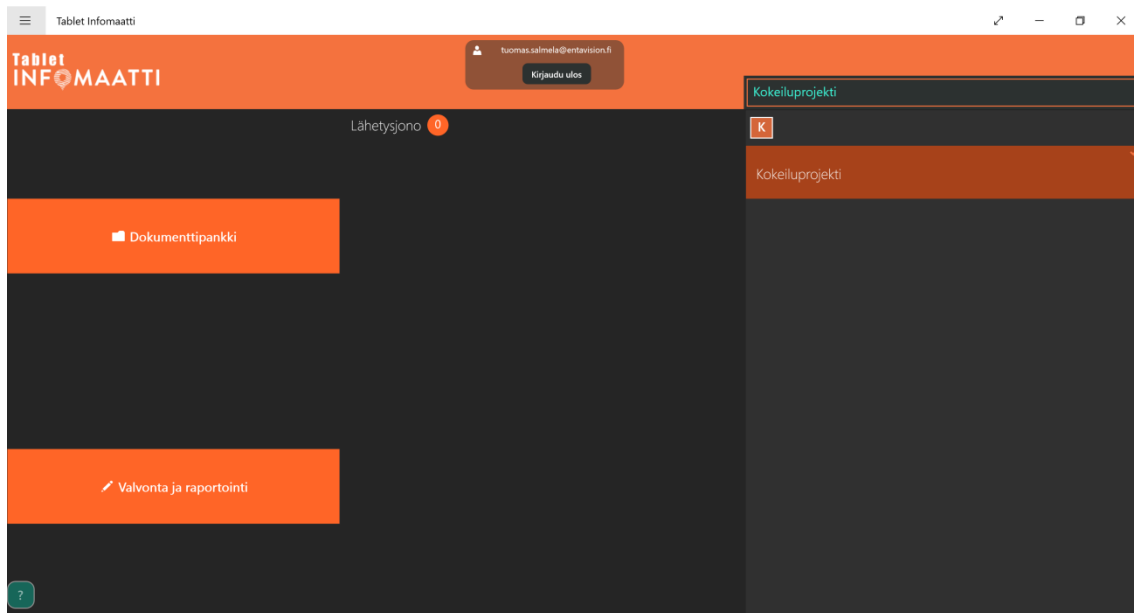 Tablet Infomaatti
Tablet
INFOMAATTI
tuomas.salmela@entavision.fi
Kirjaudu ulos
Kokeiluprojekti
Lähetysjono 0
K
Kokeiluprojekti
Dokumenttipankki
Valvonta ja raportointi
?